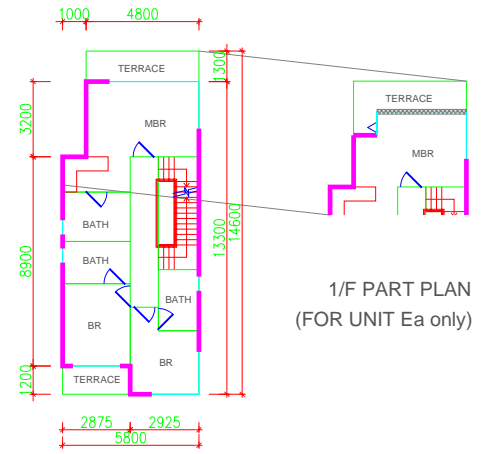 1000 4800
TERRACE
1300
TERRACE
3200
MBR
MBR
BATH
13300
14600
8900
BATH
1/F PART PLAN
BATH
(FOR UNIT Ea only)
BR
BR
1200
TERRACE
2875 2925
5800